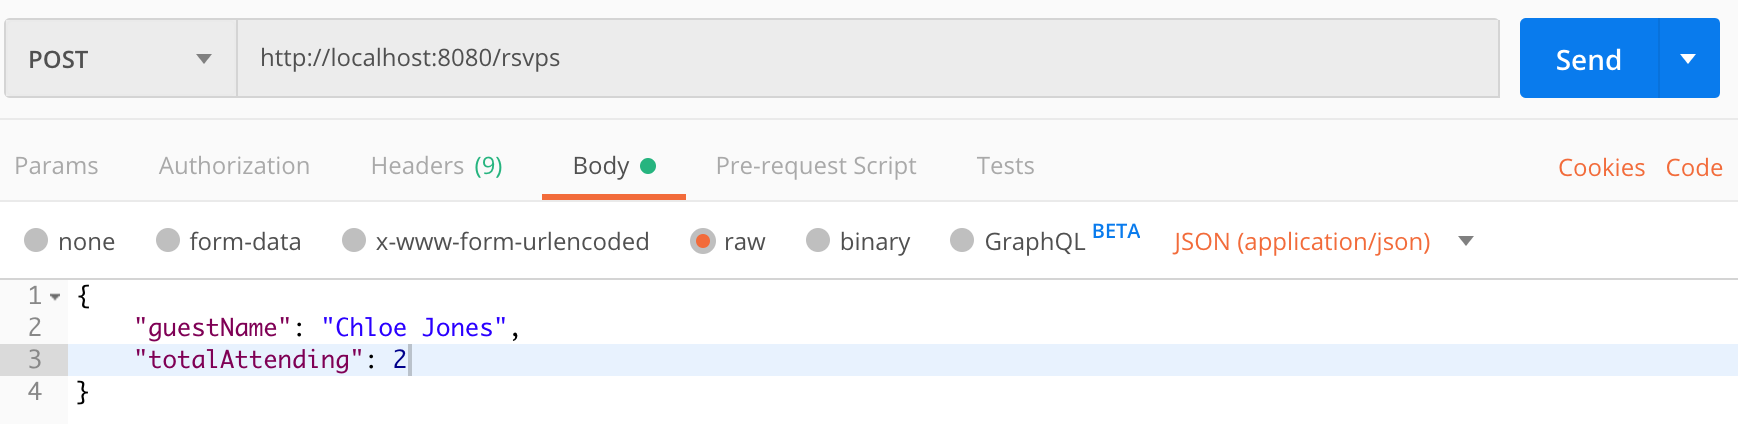 POST http://localhost:8080/rsvps Send
Params Authorization Headers (9) Body Pre-request Script Tests Cookies Code
none form-data x-www-form-urlencoded raw binary GraphQL BETA JSON (application/json)
1 {
2 "guestName": "Chloe Jones",
3 "totalAttending": 2
4 }